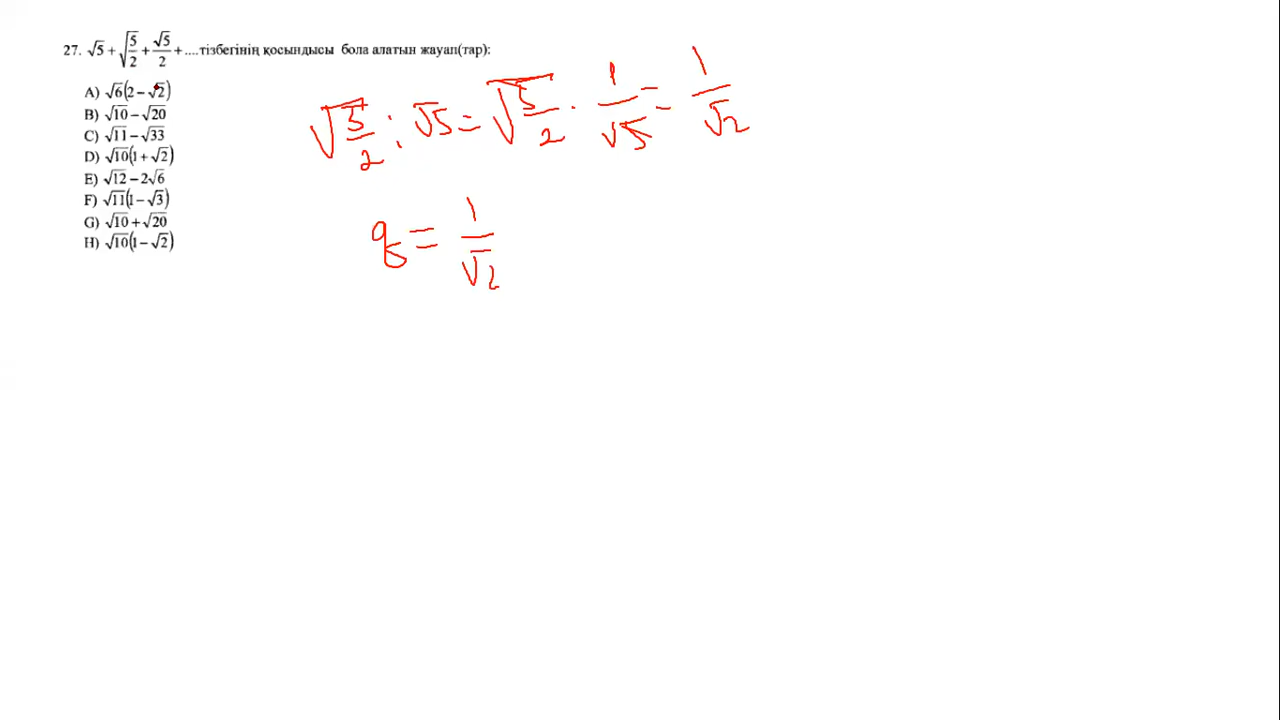 27. √5 + √(5/2) + √5/2 + .... тізбегінің қосындысы бола алатын жауап(тар):
A) √6(2 − √2)
B) √10 − √20
C) √11 − √33
D) √10(1 + √2)
E) √12 − 2√6
F) √11(1 − √3)
G) √10 + √20
H) √10(1 − √2)
√(5/2) : √5 = √(5/2) · 1/√5 = 1/√2
q = 1/√2